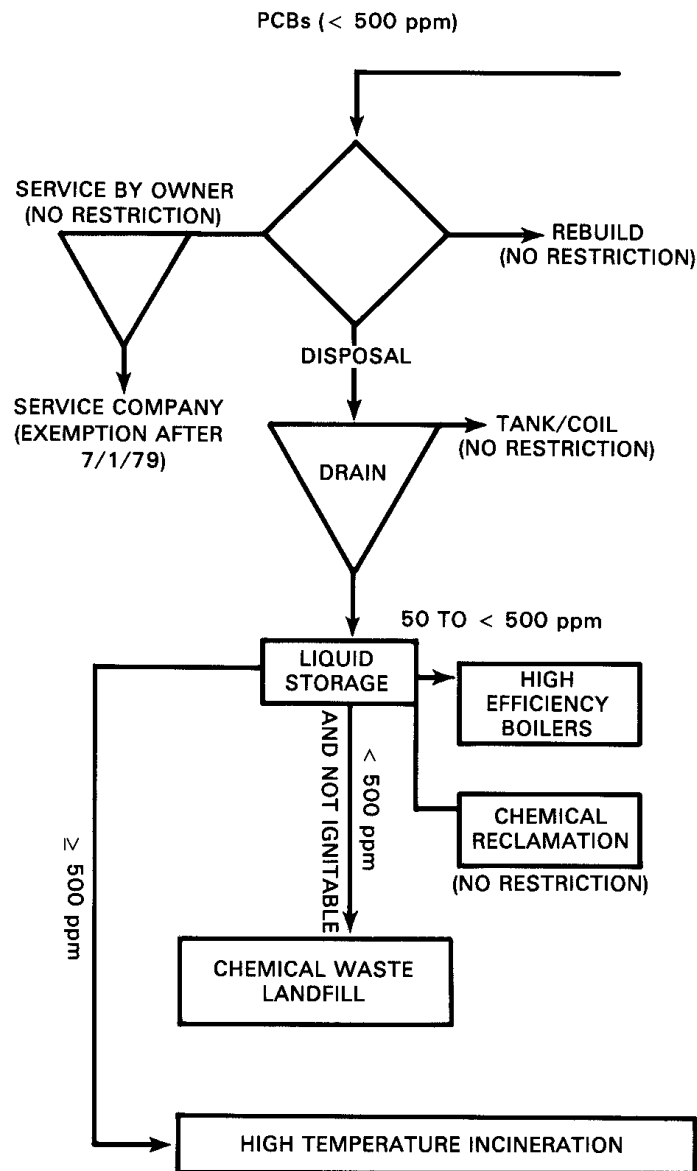 PCBs (< 500 ppm)
SERVICE BY OWNER
(NO RESTRICTION)
REBUILD
(NO RESTRICTION)
DISPOSAL
SERVICE COMPANY
(EXEMPTION AFTER
7/1/79)
TANK/COIL
(NO RESTRICTION)
DRAIN
50 TO < 500 ppm
LIQUID
STORAGE
HIGH
EFFICIENCY
BOILERS
< 500 ppm
AND NOT IGNITABLE
CHEMICAL
RECLAMATION
(NO RESTRICTION)
≥ 500 ppm
CHEMICAL WASTE
LANDFILL
HIGH TEMPERATURE INCINERATION